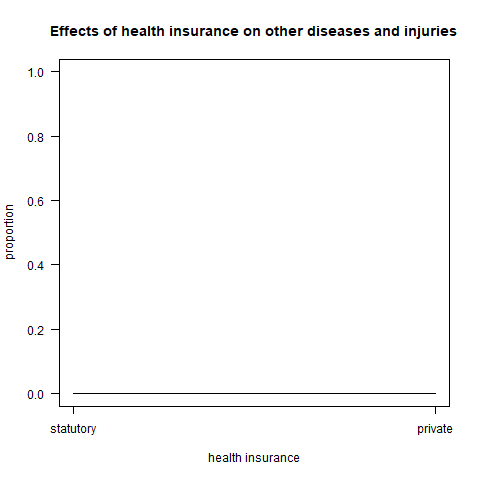 Effects of health insurance on other diseases and injuries
1.0
0.8
0.6
0.4
0.2
0.0
proportion
statutory private
health insurance